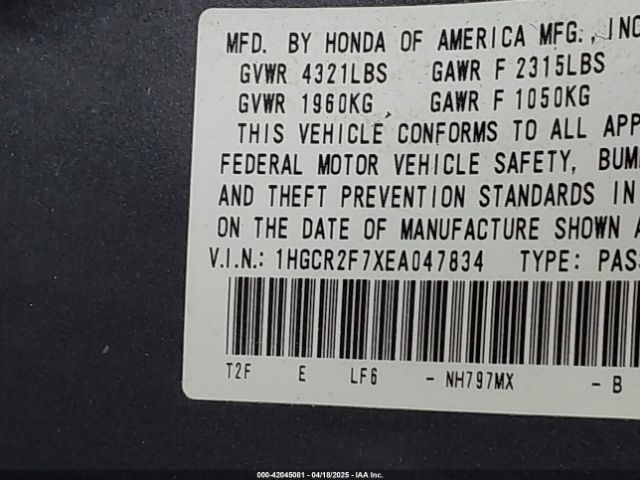 MFD. BY HONDA OF AMERICA MFG., INC
GVWR 4321LBS GAWR F 2315LBS
GVWR 1960KG GAWR F 1050KG
THIS VEHICLE CONFORMS TO ALL APP
FEDERAL MOTOR VEHICLE SAFETY, BUM
AND THEFT PREVENTION STANDARDS IN
ON THE DATE OF MANUFACTURE SHOWN A
V.I.N.: 1HGCR2F7XEA047834 TYPE: PAS
T2F E LF6 - NH797MX - B
000-42045081 - 04/18/2025 - IAA Inc.